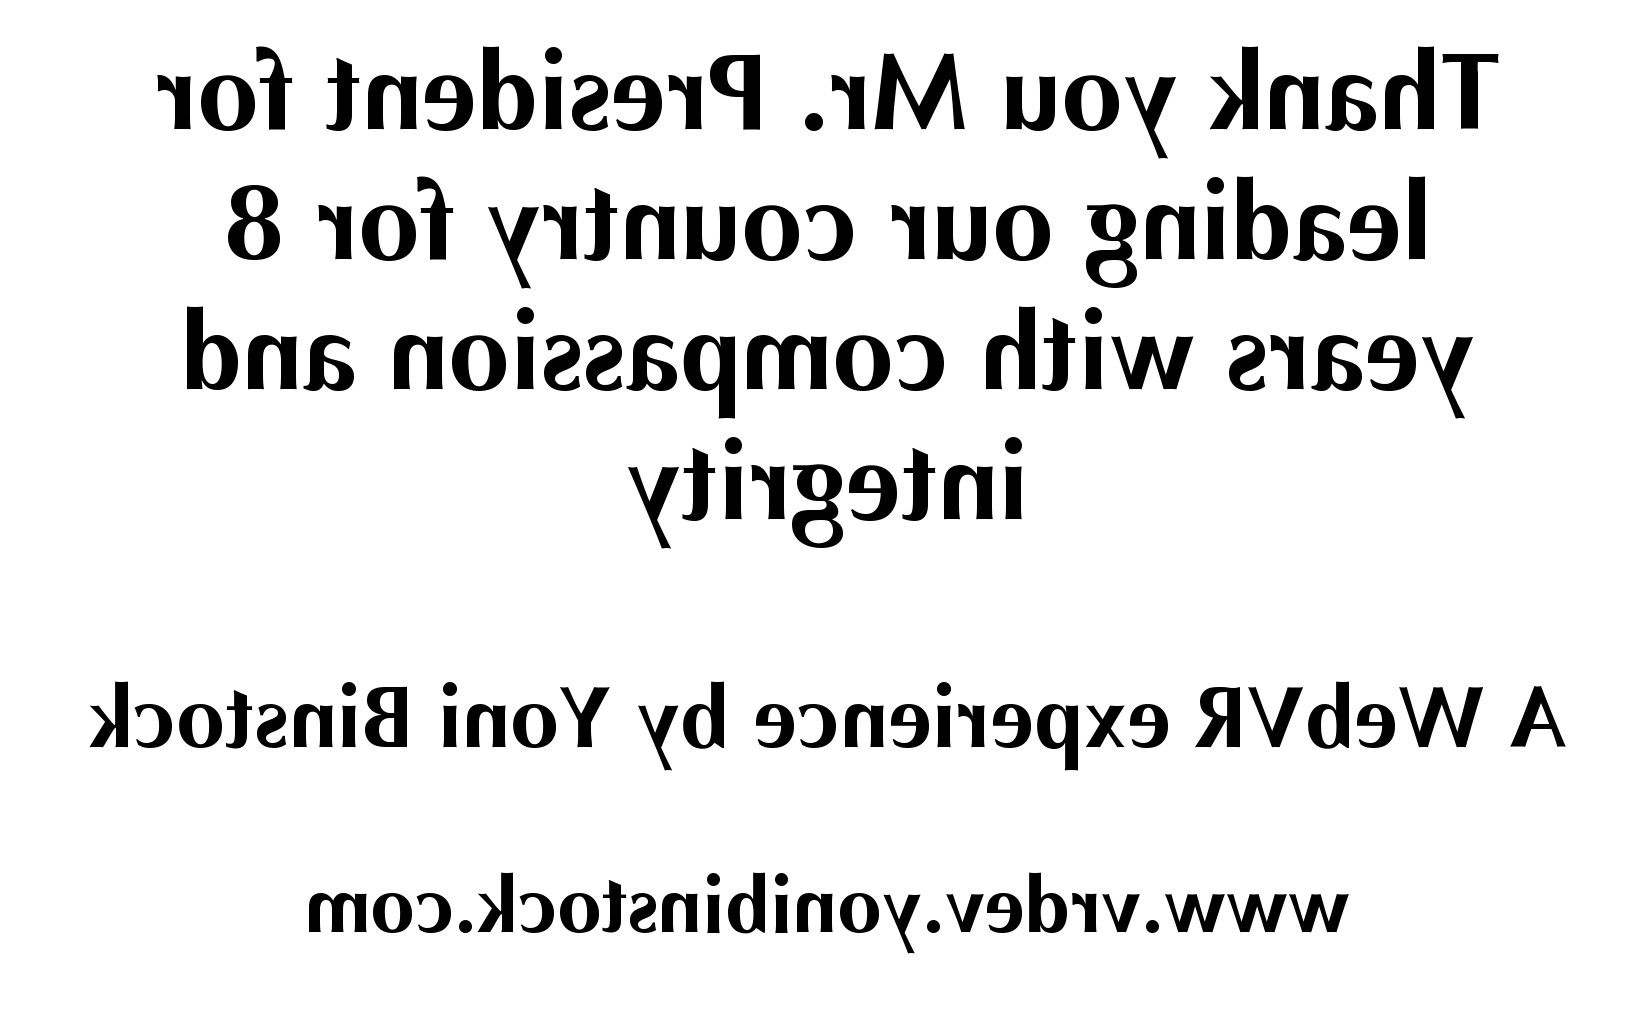 Thank you Mr. President for
leading our country for 8
years with compassion and
integrity
A WebVR experience by Yoni Binstock
www.vrdev.yonibinstock.com